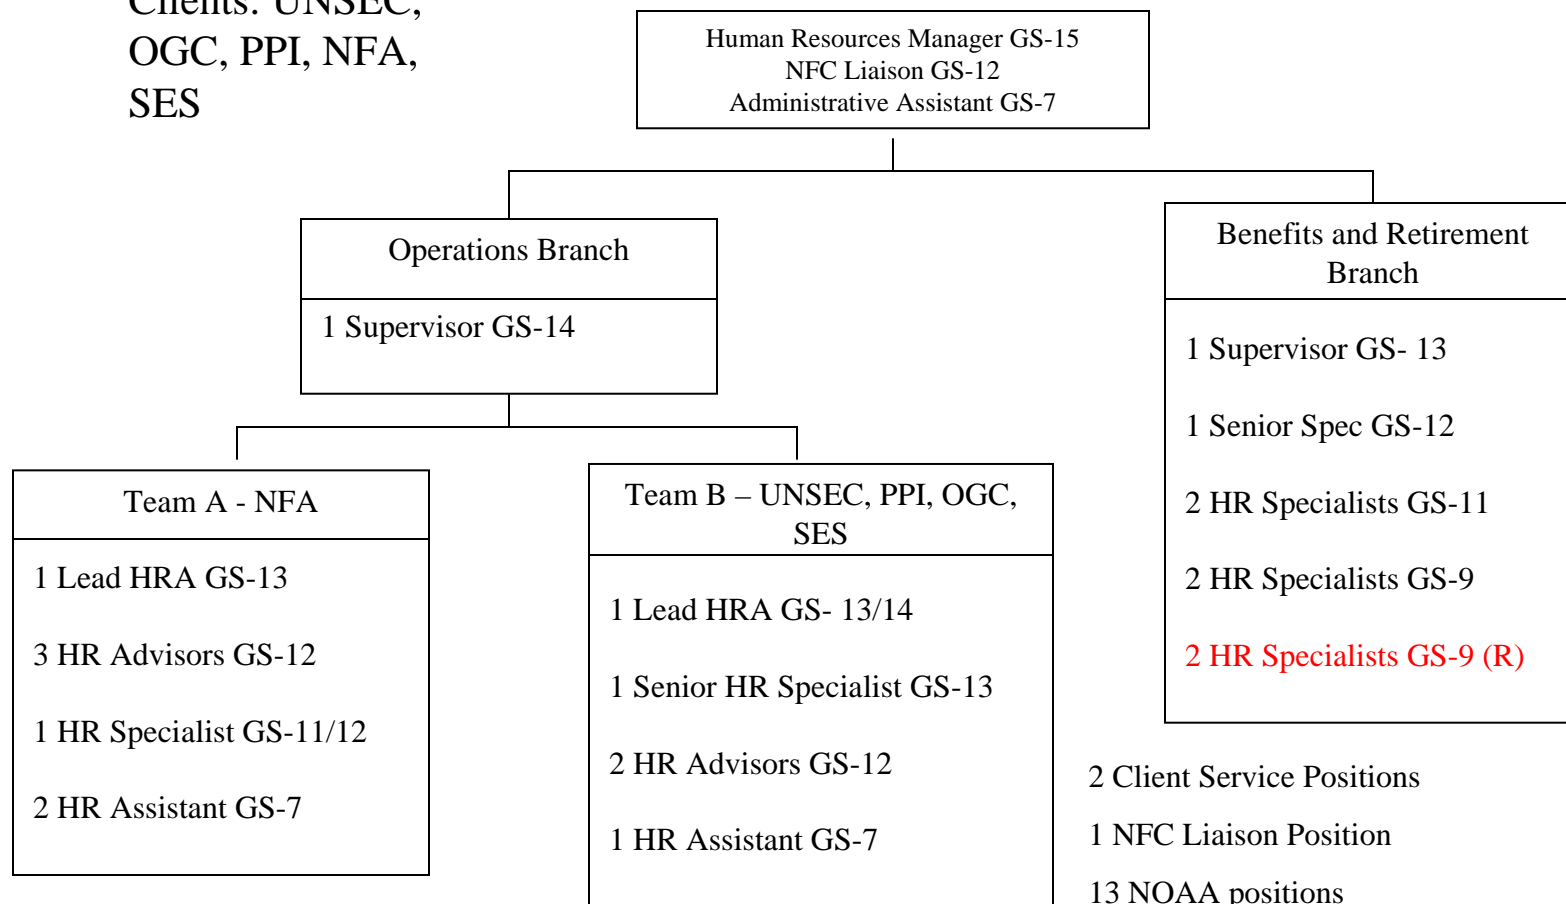 Clients: UNSEC,
OGC, PPI, NFA,
SES
Human Resources Manager GS-15
NFC Liaison GS-12
Administrative Assistant GS-7
Operations Branch
1 Supervisor GS-14
Benefits and Retirement
Branch
1 Supervisor GS- 13
1 Senior Spec GS-12
2 HR Specialists GS-11
2 HR Specialists GS-9
2 HR Specialists GS-9 (R)
Team A - NFA
1 Lead HRA GS-13
3 HR Advisors GS-12
1 HR Specialist GS-11/12
2 HR Assistant GS-7
Team B – UNSEC, PPI, OGC,
SES
1 Lead HRA GS- 13/14
1 Senior HR Specialist GS-13
2 HR Advisors GS-12
1 HR Assistant GS-7
2 Client Service Positions
1 NFC Liaison Position
13 NOAA positions